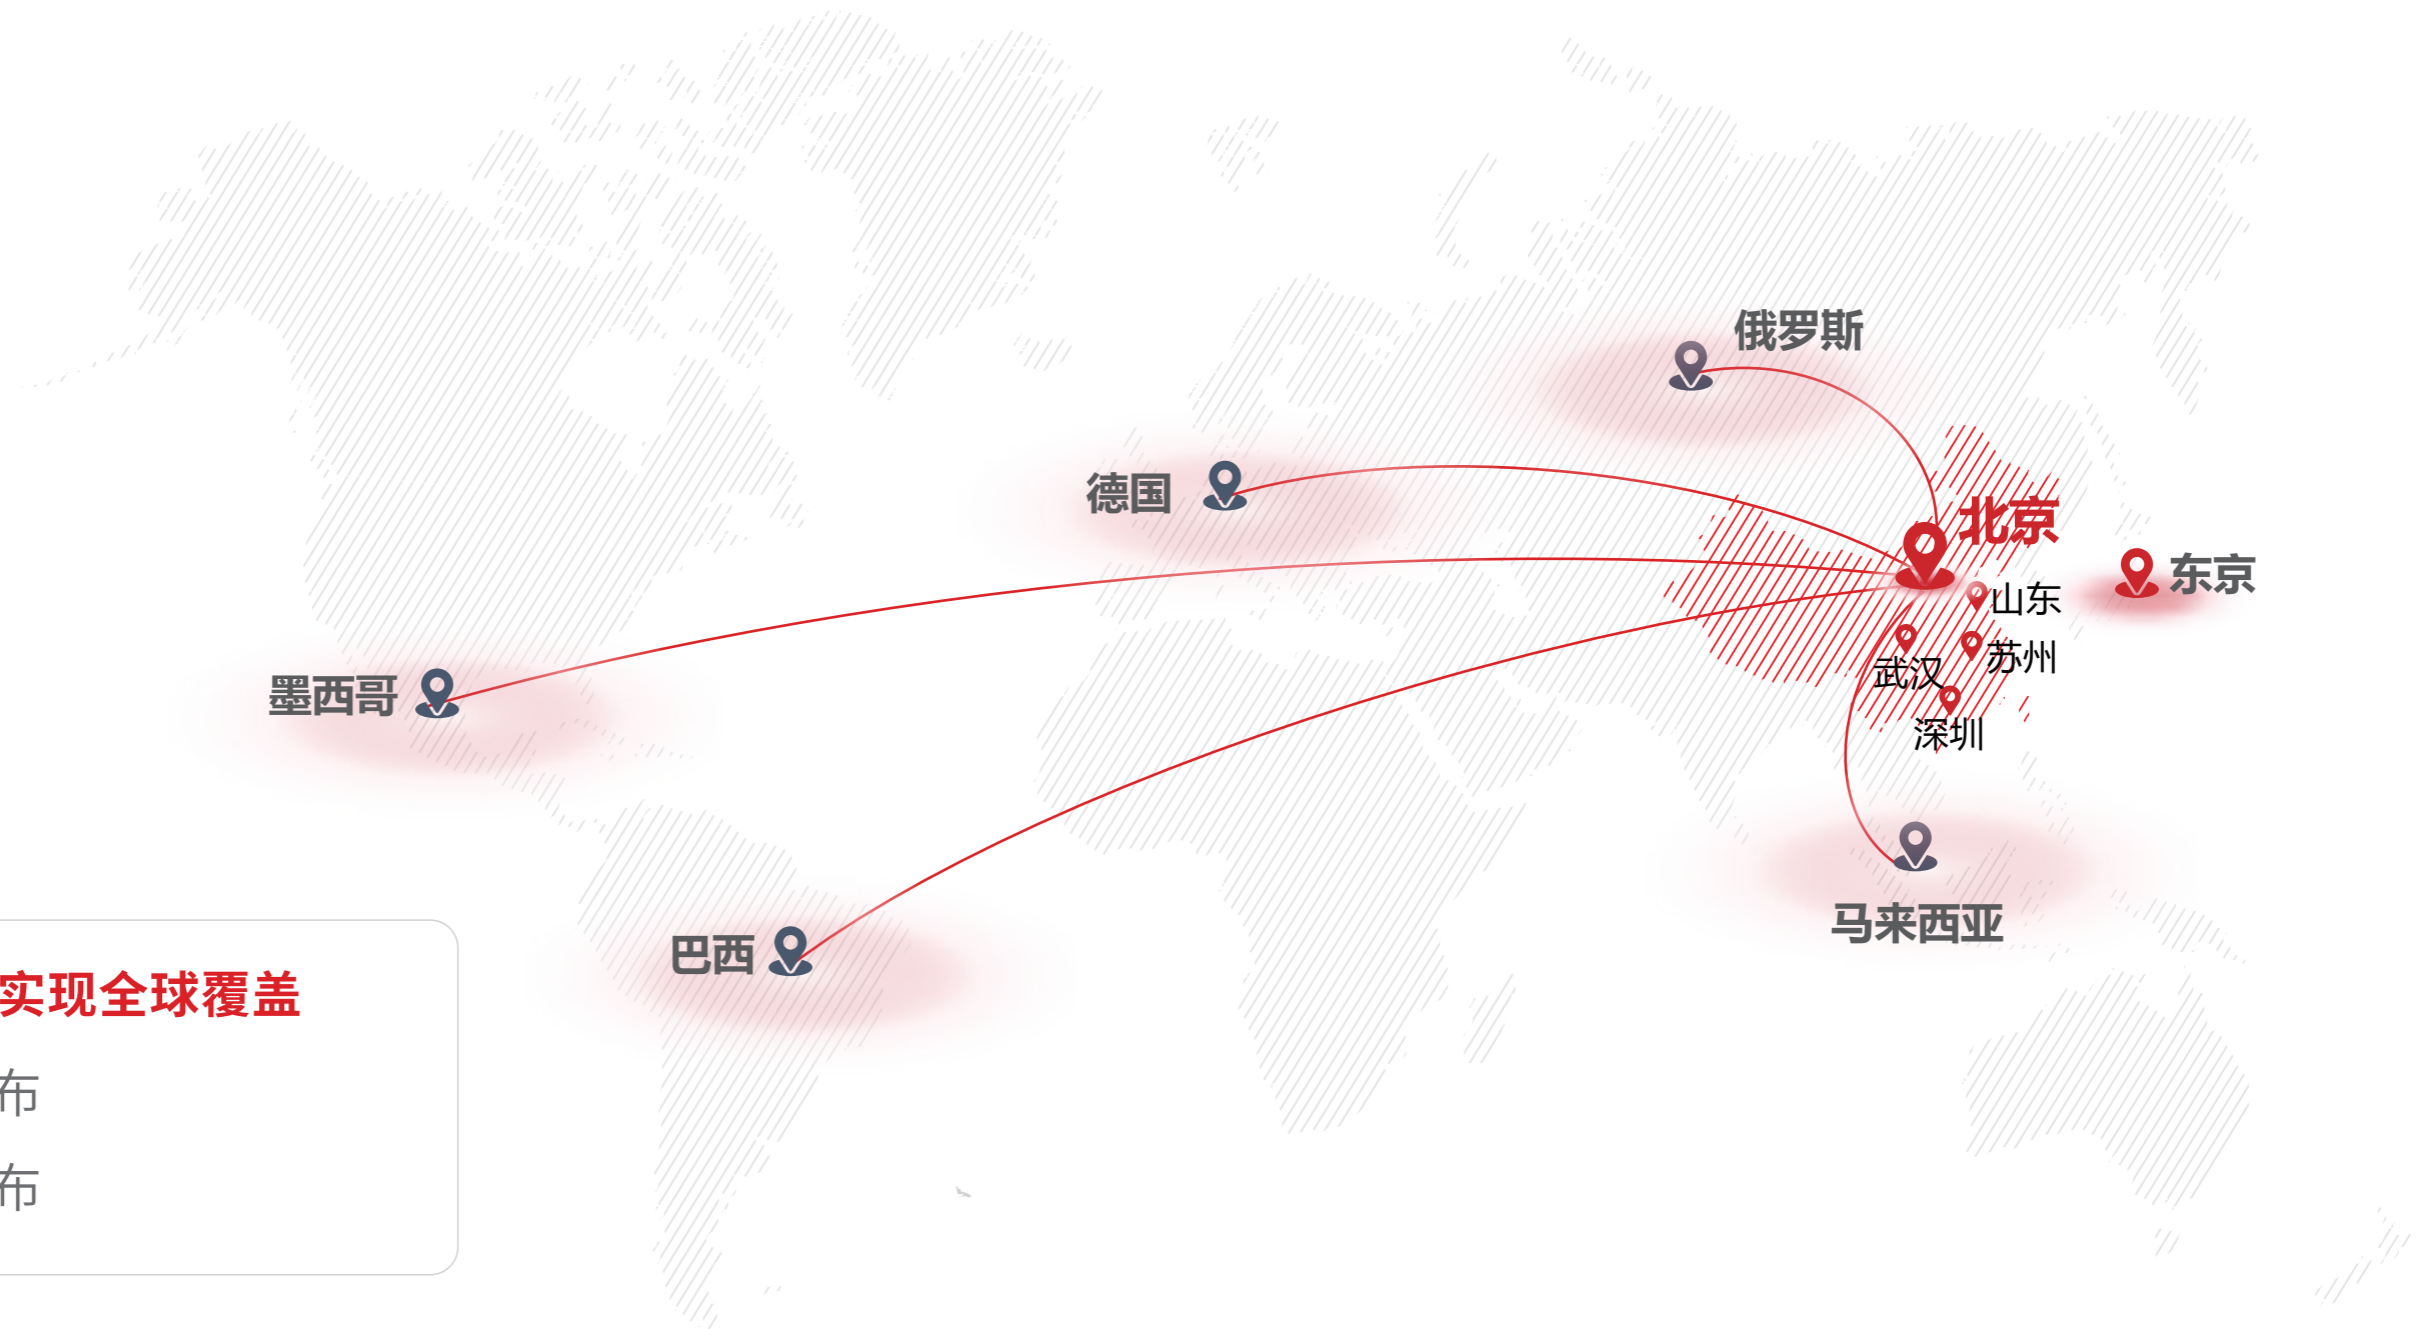 俄罗斯
德国
北京
东京
山东
苏州
武汉
墨西哥
深圳
马来西亚
巴西
实现全球覆盖
布
布